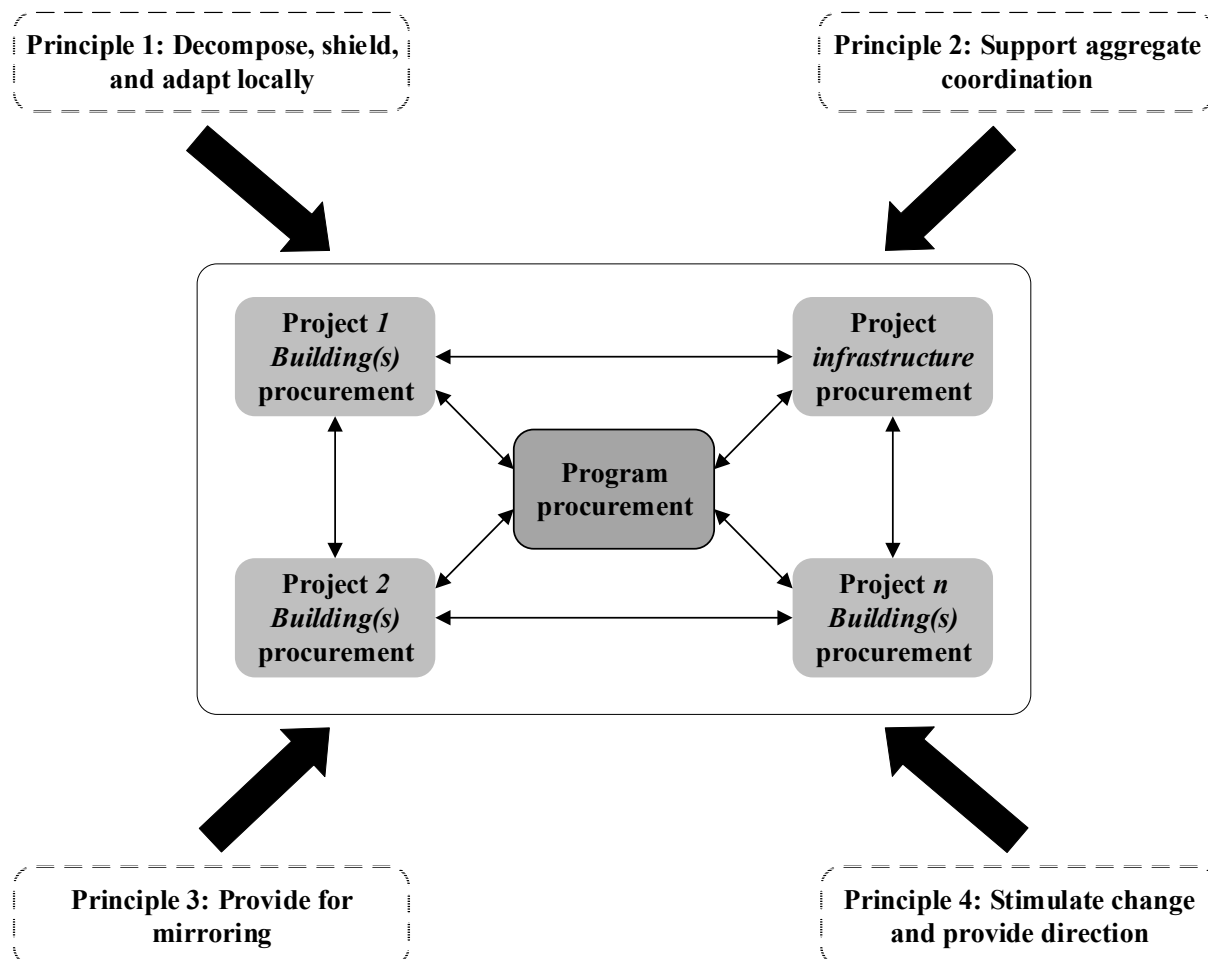 Principle 1: Decompose, shield,
and adapt locally
Principle 2: Support aggregate
coordination
Project 1
Building(s)
procurement
Project
infrastructure
procurement
Program
procurement
Project 2
Building(s)
procurement
Project n
Building(s)
procurement
Principle 3: Provide for
mirroring
Principle 4: Stimulate change
and provide direction